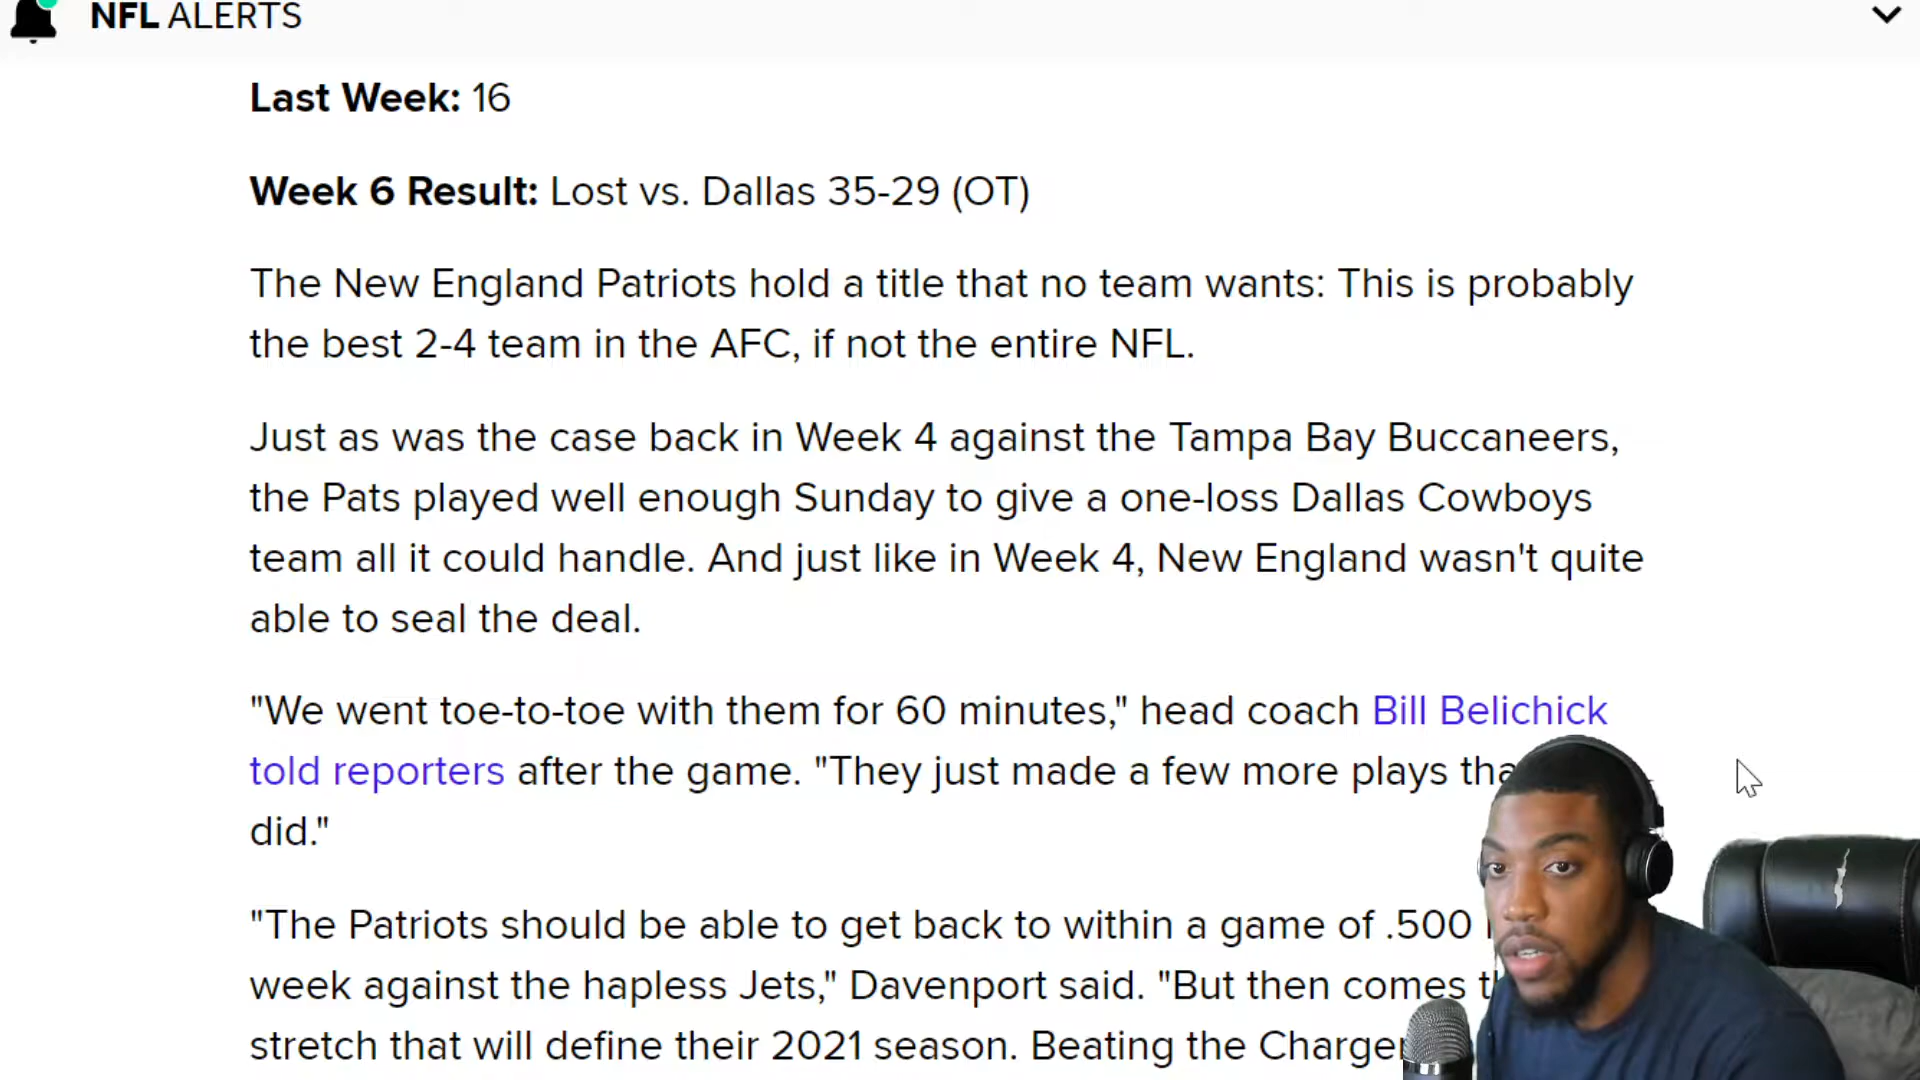 NFL ALERTS
Last Week: 16
Week 6 Result: Lost vs. Dallas 35-29 (OT)
The New England Patriots hold a title that no team wants: This is probably
the best 2-4 team in the AFC, if not the entire NFL.
Just as was the case back in Week 4 against the Tampa Bay Buccaneers,
the Pats played well enough Sunday to give a one-loss Dallas Cowboys
team all it could handle. And just like in Week 4, New England wasn't quite
able to seal the deal.
"We went toe-to-toe with them for 60 minutes," head coach Bill Belichick
told reporters after the game. "They just made a few more plays
did."
"The Patriots should be able to get back to within a game of .500
week against the hapless Jets," Davenport said. "But then comes
stretch that will define their 2021 season. Beating the